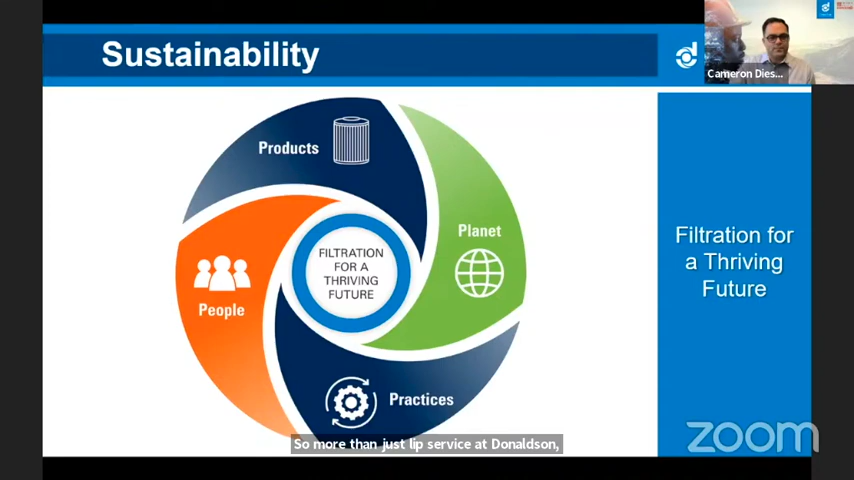 Sustainability
Cameron Dies...
Products
Planet
FILTRATION
FOR A
THRIVING
FUTURE
People
Practices
Filtration for
a Thriving
Future
So more than just lip service at Donaldson,
zoom